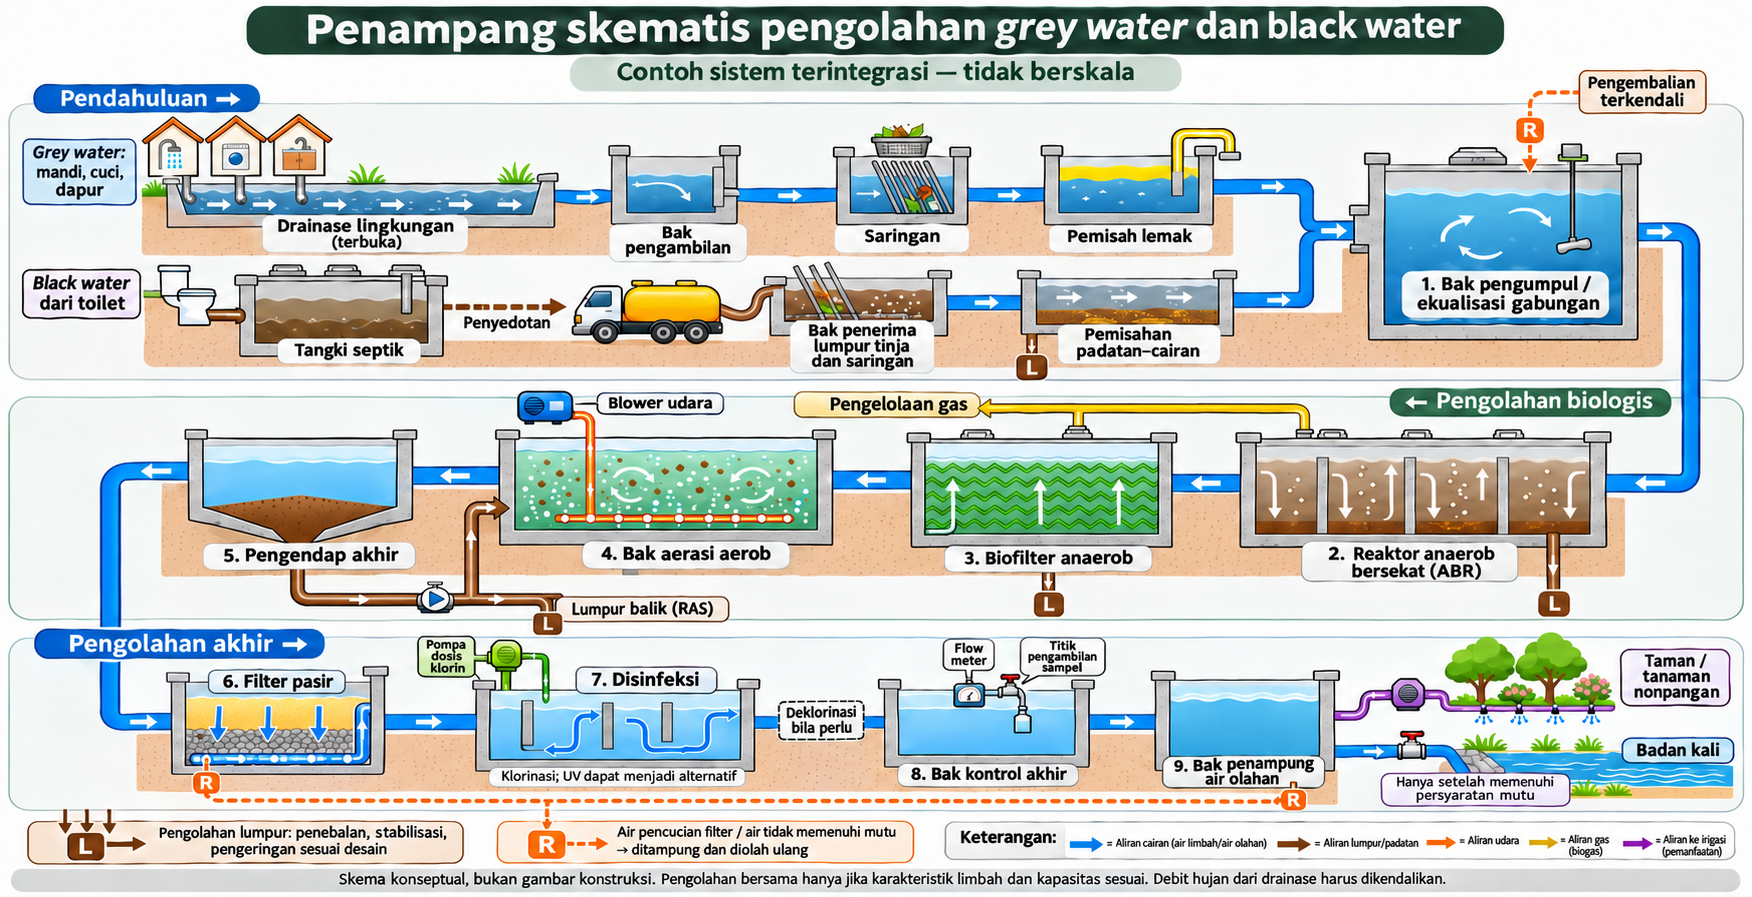 Penampang skematis pengolahan grey water dan black water
Contoh sistem terintegrasi — tidak berskala
Pendahuluan →
Pengembalian
terkendali
R
Grey water:
mandi, cuci,
dapur
Drainase lingkungan
(terbuka)
Bak
pengambilan
Saringan
Pemisah lemak
1. Bak pengumpul /
ekualisasi gabungan
Black water
dari toilet
Tangki septik
Penyedotan
Bak penerima
lumpur tinja
dan saringan
Pemisahan
padatan–cairan
L
← Pengolahan biologis
Blower udara
Pengelolaan gas
5. Pengendap akhir
4. Bak aerasi aerob
3. Biofilter anaerob
2. Reaktor anaerob
bersekat (ABR)
Lumpur balik (RAS)
L
L
L
Pengolahan akhir →
6. Filter pasir
R
Pompa
dosis
klorin
7. Disinfeksi
Klorinasi; UV dapat menjadi alternatif
Deklorinasi
bila perlu
Flow
meter
Titik
pengambilan
sampel
8. Bak kontrol akhir
9. Bak penampung
air olahan
R
Taman /
tanaman
nonpangan
Badan kali
Hanya setelah memenuhi
persyaratan mutu
L
Pengolahan lumpur: penebalan, stabilisasi,
pengeringan sesuai desain
R
Air pencucian filter / air tidak memenuhi mutu
→ ditampung dan diolah ulang
Keterangan:
= Aliran cairan (air limbah/air olahan)
= Aliran lumpur/padatan
= Aliran udara
= Aliran gas
(biogas)
= Aliran ke irigasi
(pemanfaatan)
Skema konseptual, bukan gambar konstruksi. Pengolahan bersama hanya jika karakteristik limbah dan kapasitas sesuai. Debit hujan dari drainase harus dikendalikan.